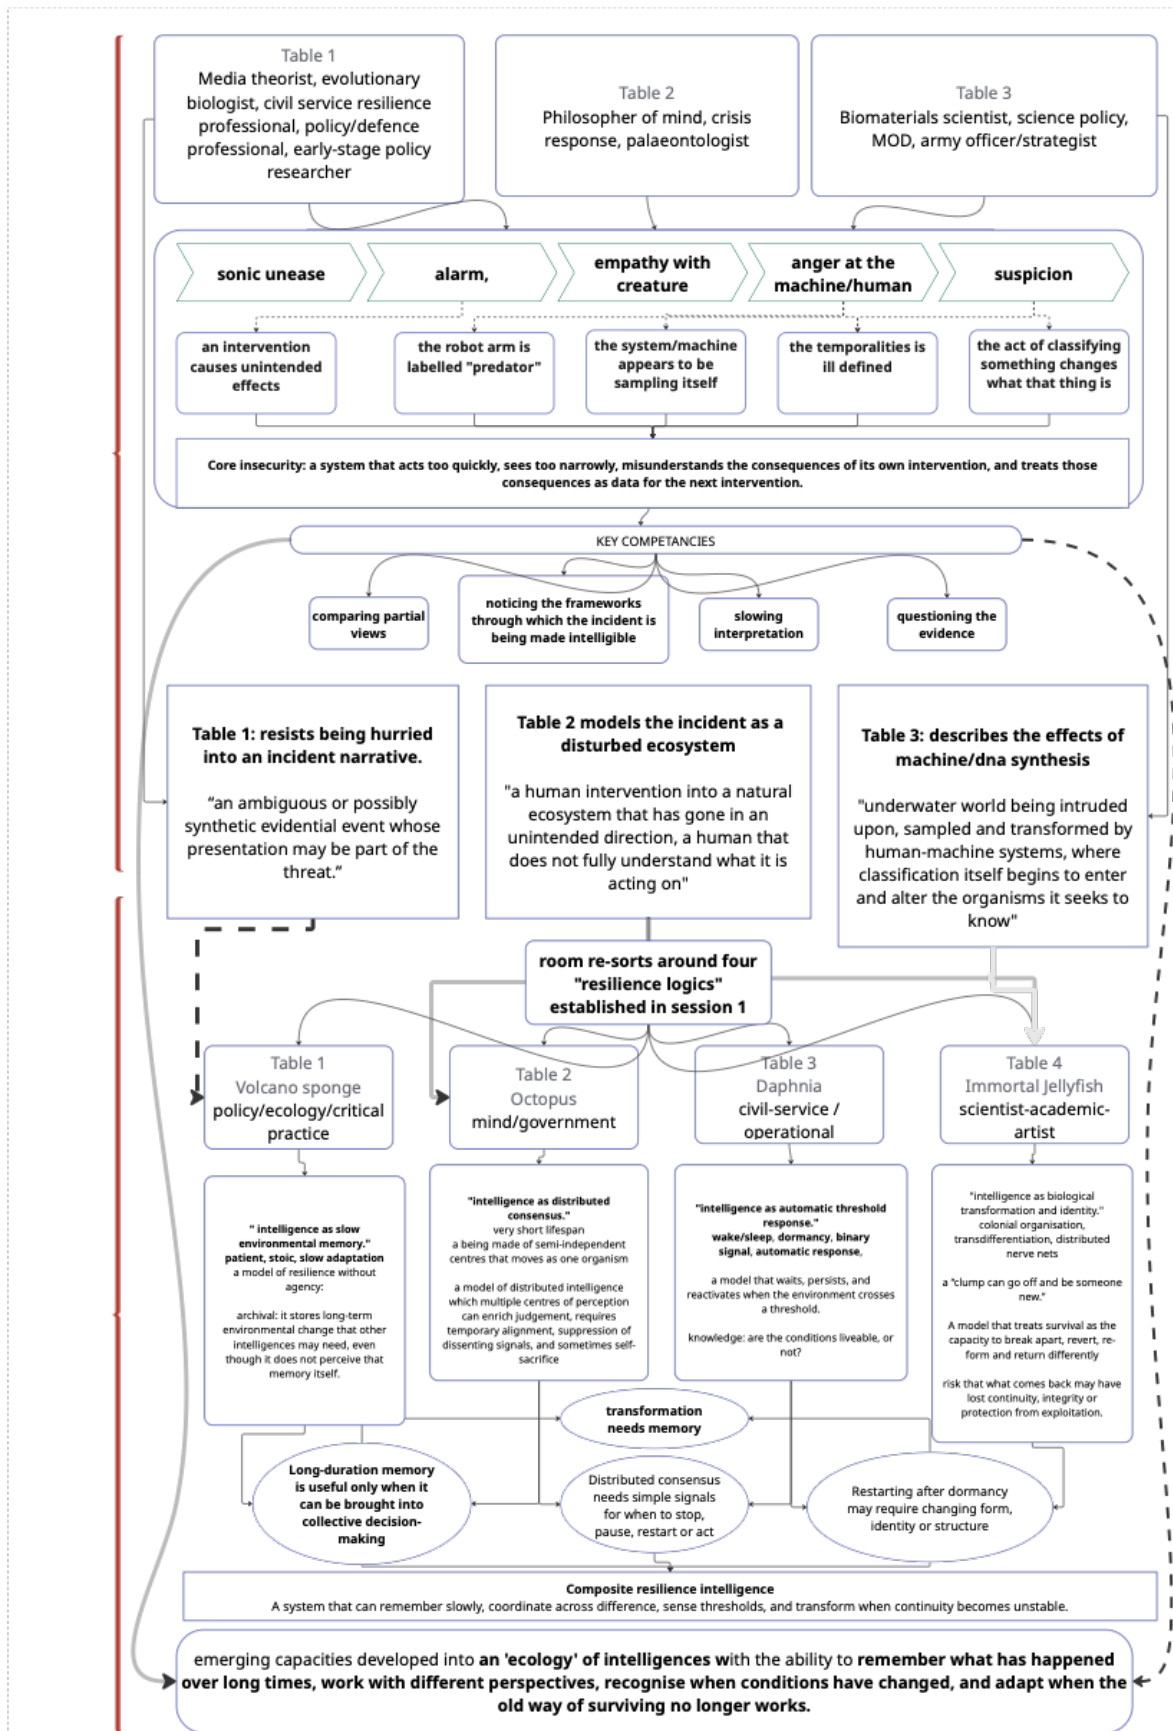 Table 1
Media theorist, evolutionary
biologist, civil service resilience
professional, policy/defence
professional, early-stage policy
researcher
Table 2
Philosopher of mind, crisis
response, palaeontologist
Table 3
Biomaterials scientist, science policy,
MOD, army officer/strategist
sonic unease
alarm,
empathy with
creature
anger at the
machine/human
suspicion
an intervention
causes unintended
effects
the robot arm is
labelled "predator"
the system/machine
appears to be
sampling itself
the temporalities is
ill defined
the act of classifying
something changes
what that thing is
Core insecurity: a system that acts too quickly, sees too narrowly, misunderstands the consequences of its own intervention, and treats those
consequences as data for the next intervention.
KEY COMPETANCIES
comparing partial
views
noticing the frameworks
through which the incident is
being made intelligible
slowing
interpretation
questioning the
evidence
Table 1: resists being hurried
into an incident narrative.
“an ambiguous or possibly
synthetic evidential event whose
presentation may be part of the
threat.”
Table 2 models the incident as a
disturbed ecosystem
"a human intervention into a natural
ecosystem that has gone in an
unintended direction, a human that
does not fully understand what it is
acting on"
Table 3: describes the effects of
machine/dna synthesis
"underwater world being intruded
upon, sampled and transformed by
human-machine systems, where
classification itself begins to enter
and alter the organisms it seeks to
know"
room re-sorts around four
"resilience logics"
established in session 1
Table 1
Volcano sponge
policy/ecology/critical
practice
Table 2
Octopus
mind/government
Table 3
Daphnia
civil-service /
operational
Table 4
Immortal Jellyfish
scientist-academic-
artist
" intelligence as slow
environmental memory."
patient, stoic, slow adaptation
a model of resilience without
agency:
archival: it stores long-term
environmental change that other
intelligences may need, even
though it does not perceive that
memory itself.
"intelligence as distributed
consensus."
very short lifespan
a being made of semi-independent
centres that moves as one organism
a model of distributed intelligence
which multiple centres of perception
can enrich judgement, requires
temporary alignment, suppression of
dissenting signals, and sometimes self-
sacrifice
"intelligence as automatic threshold
response."
wake/sleep, dormancy, binary
signal, automatic response,
a model that waits, persists, and
reactivates when the environment crosses
a threshold.
knowledge: are the conditions liveable, or
not?
"intelligence as biological
transformation and identity."
colonial organisation,
transdifferentiation, distributed
nerve nets
a "clump can go off and be someone
new."
A model that treats survival as the
capacity to break apart, revert, re-
form and return differently
risk that what comes back may have
lost continuity, integrity or
protection from exploitation.
transformation
needs memory
Long-duration memory
is useful only when it
can be brought into
collective decision-
making
Distributed consensus
needs simple signals
for when to stop,
pause, restart or act
Restarting after dormancy
may require changing form,
identity or structure
Composite resilience intelligence
A system that can remember slowly, coordinate across difference, sense thresholds, and transform when continuity becomes unstable.
emerging capacities developed into an 'ecology' of intelligences with the ability to remember what has happened
over long times, work with different perspectives, recognise when conditions have changed, and adapt when the
old way of surviving no longer works.